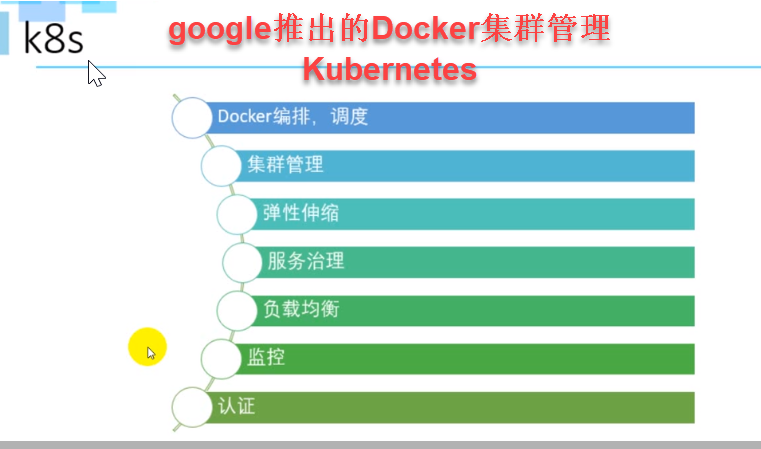 k8s
google推出的Docker集群管理
Kubernetes
Docker编排，调度
集群管理
弹性伸缩
服务治理
负载均衡
监控
认证